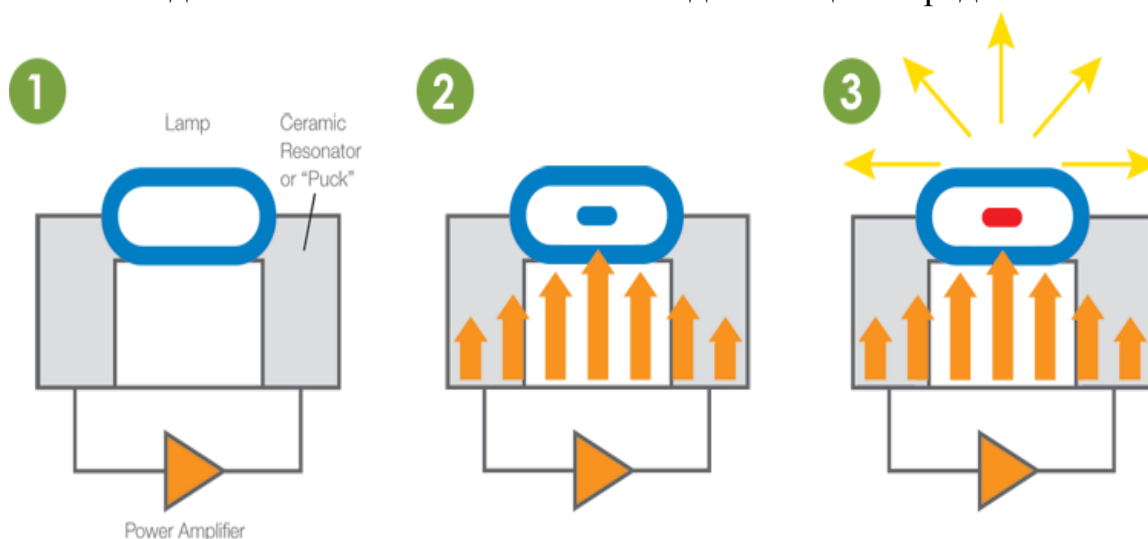 1
2
3
Lamp
Ceramic
Resonator
or "Puck"
Power Amplifier